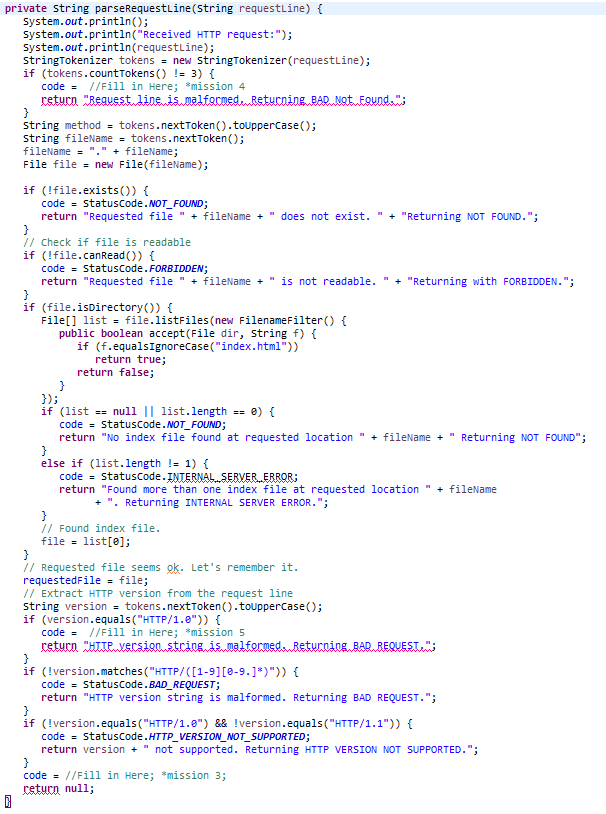 private String parseRequestLine(String requestLine) {
System.out.println();
System.out.println("Received HTTP request:");
System.out.println(requestLine);
StringTokenizer tokens = new StringTokenizer(requestLine);
if (tokens.countTokens() != 3) {
code =  //Fill in Here; *mission 4
return "Request line is malformed. Returning BAD Not Found.";
}
String method = tokens.nextToken().toUpperCase();
String fileName = tokens.nextToken();
fileName = "." + fileName;
File file = new File(fileName);
if (!file.exists()) {
code = StatusCode.NOT_FOUND;
return "Requested file " + fileName + " does not exist. " + "Returning NOT FOUND.";
}
// Check if file is readable
if (!file.canRead()) {
code = StatusCode.FORBIDDEN;
return "Requested file " + fileName + " is not readable. " + "Returning with FORBIDDEN.";
}
if (file.isDirectory()) {
File[] list = file.listFiles(new FilenameFilter() {
public boolean accept(File dir, String f) {
if (f.equalsIgnoreCase("index.html"))
return true;
return false;
}
});
if (list == null || list.length == 0) {
code = StatusCode.NOT_FOUND;
return "No index file found at requested location " + fileName + " Returning NOT FOUND";
}
else if (list.length != 1) {
code = StatusCode.INTERNAL_SERVER_ERROR;
return "Found more than one index file at requested location " + fileName
+ ". Returning INTERNAL SERVER ERROR.";
}
// Found index file.
file = list[0];
}
// Requested file seems ok. Let's remember it.
requestedFile = file;
// Extract HTTP version from the request line
String version = tokens.nextToken().toUpperCase();
if (version.equals("HTTP/1.0")) {
code =  //Fill in Here; *mission 5
return "HTTP version string is malformed. Returning BAD REQUEST.";
}
if (!version.matches("HTTP/([1-9][0-9.]*)")) {
code = StatusCode.BAD_REQUEST;
return "HTTP version string is malformed. Returning BAD REQUEST.";
}
if (!version.equals("HTTP/1.0") && !version.equals("HTTP/1.1")) {
code = StatusCode.HTTP_VERSION_NOT_SUPPORTED;
return version + " not supported. Returning HTTP VERSION NOT SUPPORTED.";
}
code = //Fill in Here; *mission 3;
return null;
}